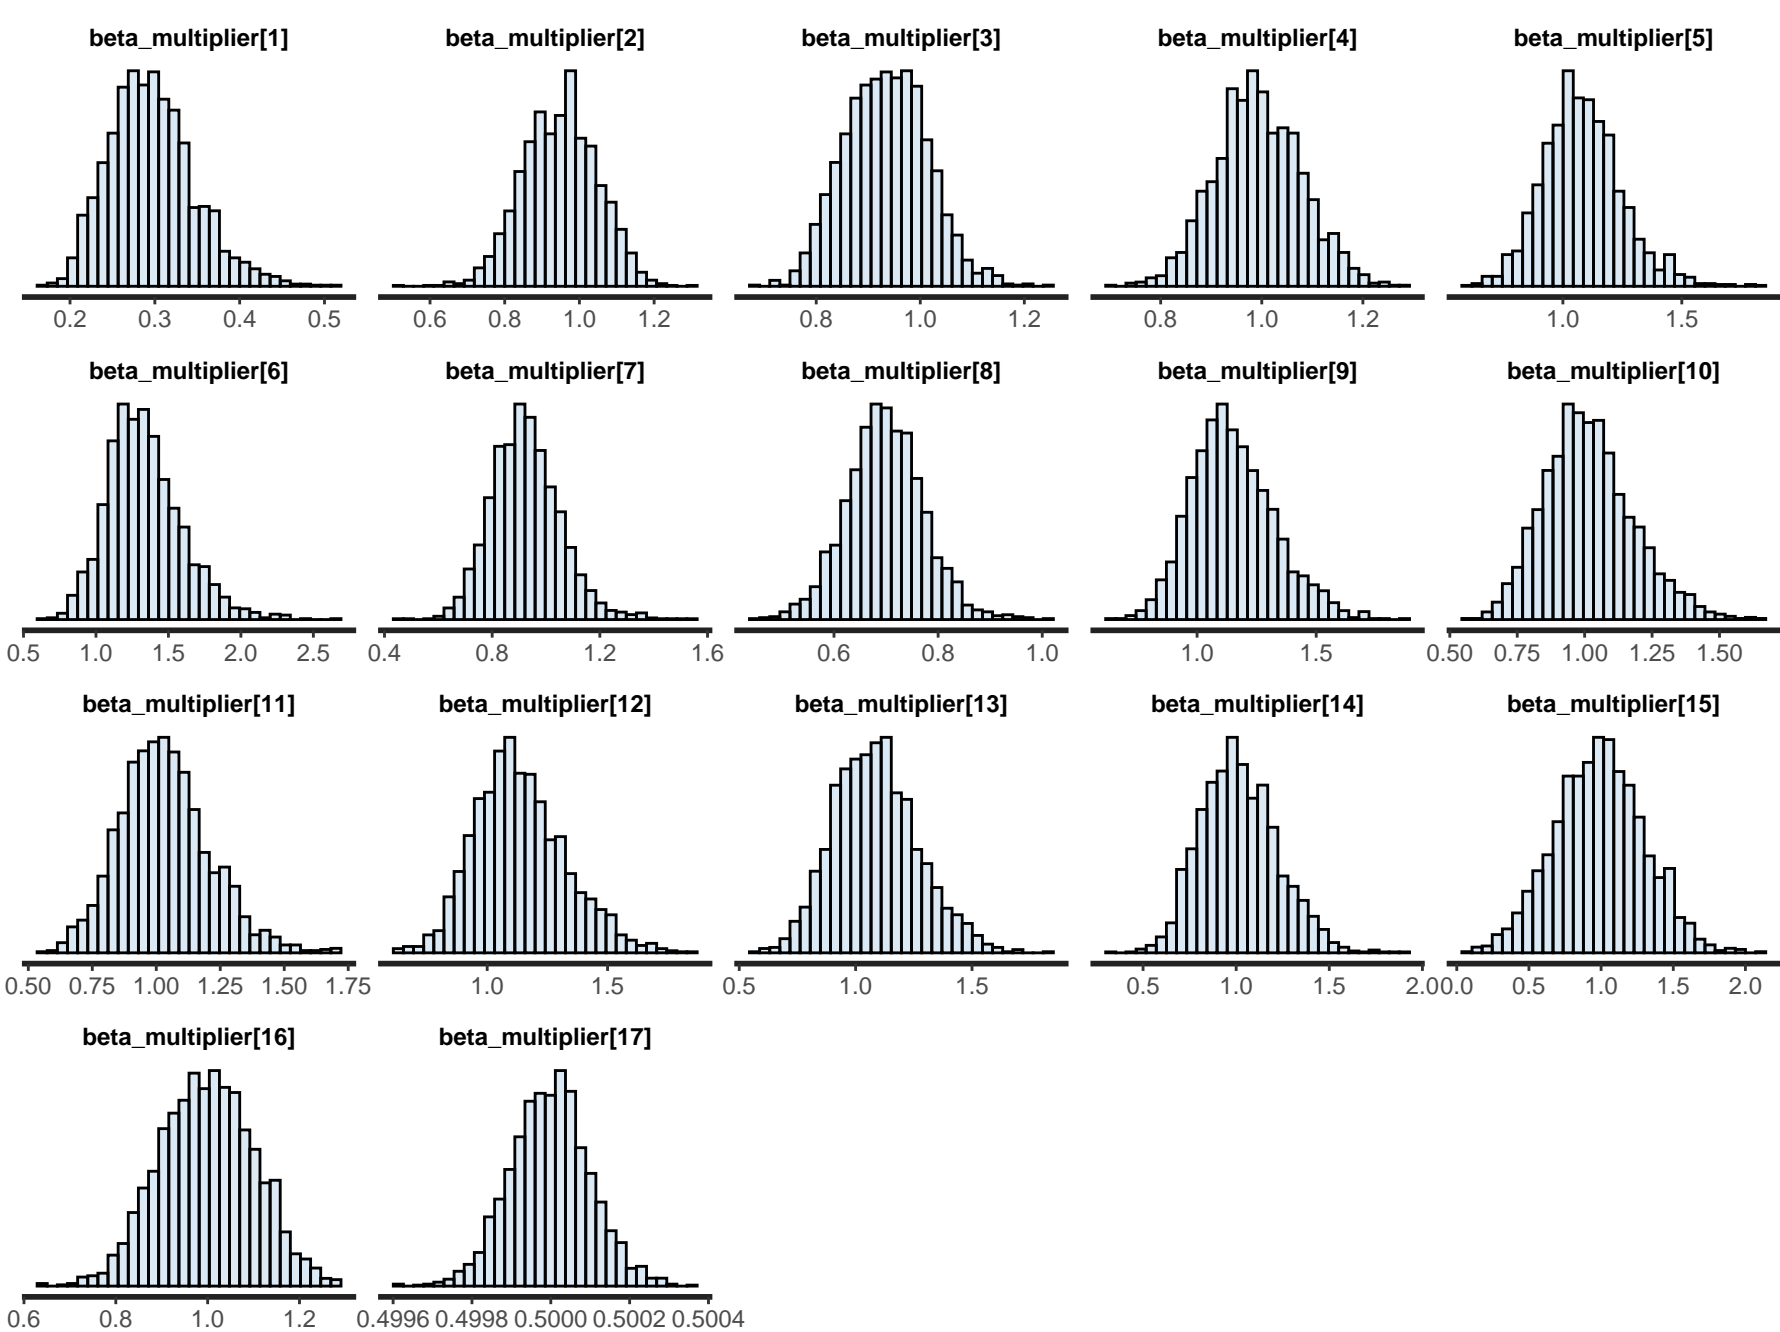 beta_multiplier[1] beta_multiplier[2] beta_multiplier[3] beta_multiplier[4] beta_multiplier[5]
0.2 0.3 0.4 0.5 0.6 0.8 1.0 1.2 0.8 1.0 1.2 0.8 1.0 1.2 1.0 1.5
beta_multiplier[6] beta_multiplier[7] beta_multiplier[8] beta_multiplier[9] beta_multiplier[10]
0.5 1.0 1.5 2.0 2.5 0.4 0.8 1.2 1.6 0.6 0.8 1.0 1.0 1.5 0.50 0.75 1.00 1.25 1.50
beta_multiplier[11] beta_multiplier[12] beta_multiplier[13] beta_multiplier[14] beta_multiplier[15]
0.50 0.75 1.00 1.25 1.50 1.75 1.0 1.5 0.5 1.0 1.5 0.5 1.0 1.5 2.0 0.0 0.5 1.0 1.5 2.0
beta_multiplier[16] beta_multiplier[17]
0.6 0.8 1.0 1.2 0.4996 0.4998 0.5000 0.5002 0.5004